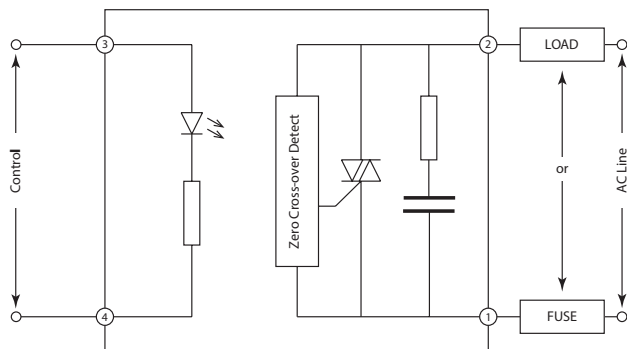 3
2
LOAD
Control
Zero Cross-over Detect
or
AC Line
4
1
FUSE